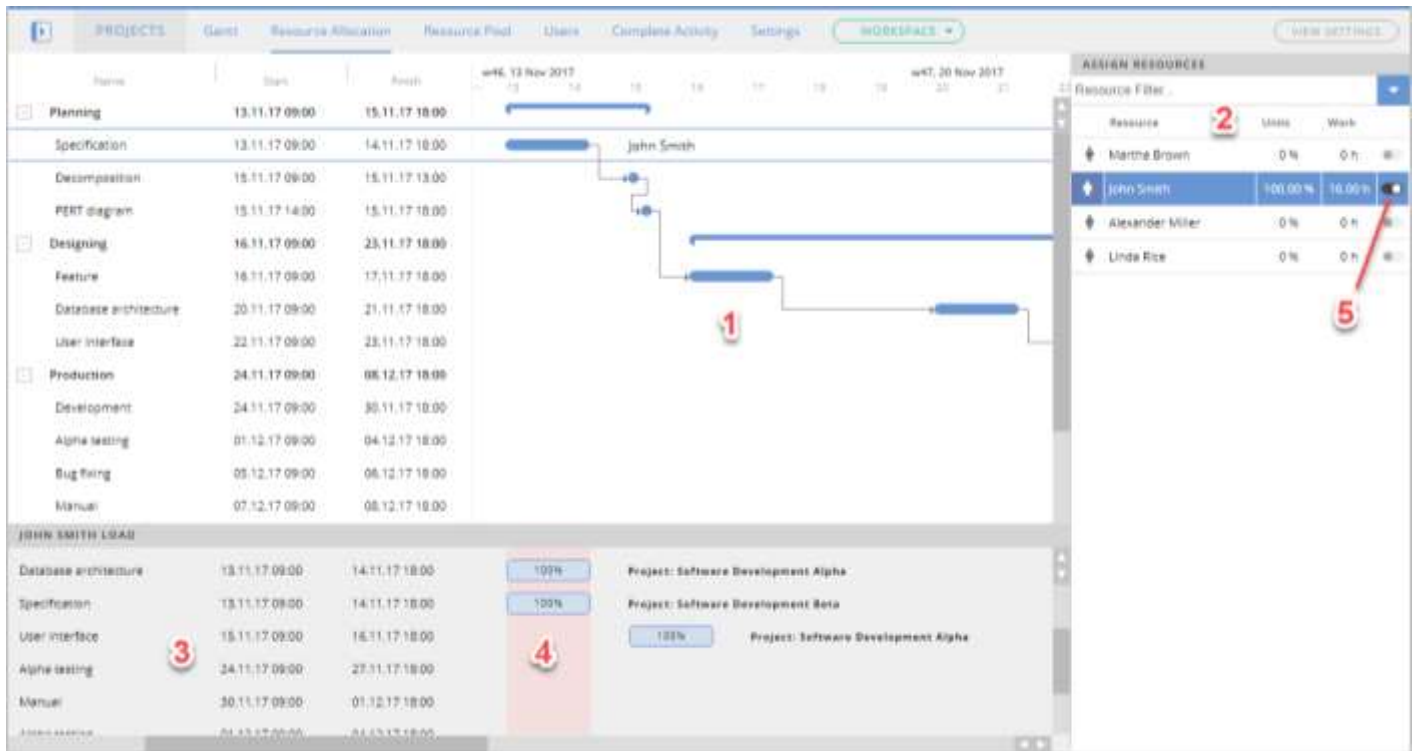 PROJECTS Gantt Resource Allocation Resource Pool Users Complete Activity Settings WORKSPACE VIEW SETTINGS
Name Start Finish w46, 13 Nov 2017 w47, 20 Nov 2017
13 14 15 16 17 18 19 20 21
ASSIGN RESOURCES
Resource Filter...
Resource 2 Units Work
Marthe Brown 0 % 0 h
John Smith 100.00 % 16.00 h
Alexander Miller 0 % 0 h
Linda Rice 0 % 0 h
5
Planning 13.11.17 09:00 15.11.17 18:00
Specification 13.11.17 09:00 14.11.17 18:00 John Smith
Decomposition 15.11.17 09:00 15.11.17 13:00
PERT diagram 15.11.17 14:00 15.11.17 18:00
Designing 16.11.17 09:00 23.11.17 18:00
Feature 16.11.17 09:00 17.11.17 18:00
Database architecture 20.11.17 09:00 21.11.17 18:00
1
User interface 22.11.17 09:00 23.11.17 18:00
Production 24.11.17 09:00 08.12.17 18:00
Development 24.11.17 09:00 30.11.17 18:00
Alpha testing 01.12.17 09:00 04.12.17 18:00
Bug fixing 05.12.17 09:00 06.12.17 18:00
Manual 07.12.17 09:00 08.12.17 18:00
JOHN SMITH LOAD
Database architecture 13.11.17 09:00 14.11.17 18:00 100% Project: Software Development Alpha
Specification 13.11.17 09:00 14.11.17 18:00 100% Project: Software Development Beta
User interface 15.11.17 09:00 16.11.17 18:00 100% Project: Software Development Alpha
3 4
Alpha testing 24.11.17 09:00 27.11.17 18:00
Manual 30.11.17 09:00 01.12.17 18:00